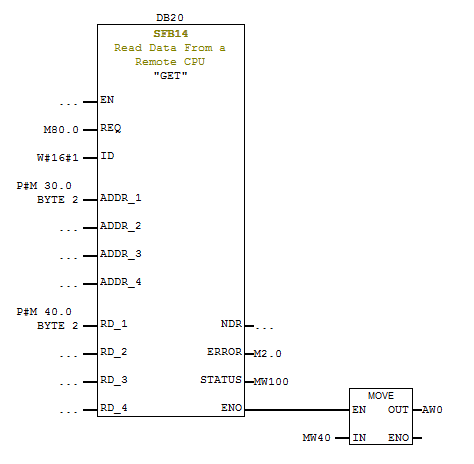 DB20
SFB14
Read Data From a
Remote CPU
"GET"
... EN
M80.0 REQ
W#16#1 ID
P#M 30.0
BYTE 2 ADDR_1
... ADDR_2
... ADDR_3
... ADDR_4
P#M 40.0
BYTE 2 RD_1 NDR ...
... RD_2 ERROR M2.0
... RD_3 STATUS MW100
... RD_4 ENO
MOVE
EN OUT AW0
MW40 IN ENO